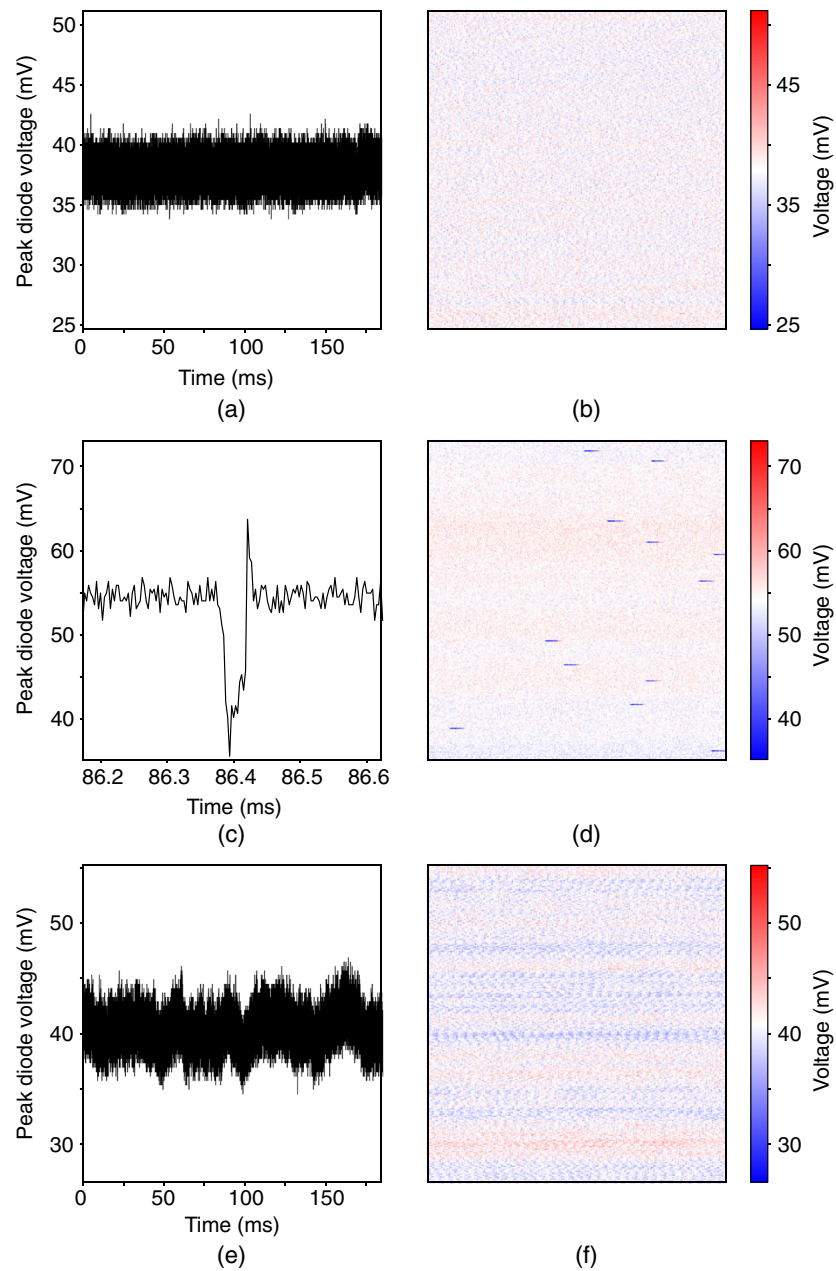 Peak diode voltage (mV)
50
45
40
35
30
25
0
50
100
150
Time (ms)
(a)
(b)
45
35
25
Voltage (mV)
Peak diode voltage (mV)
70
60
50
40
86.2
86.3
86.4
86.5
86.6
Time (ms)
(c)
(d)
70
60
50
40
Voltage (mV)
Peak diode voltage (mV)
50
40
30
0
50
100
150
Time (ms)
(e)
(f)
50
40
30
Voltage (mV)